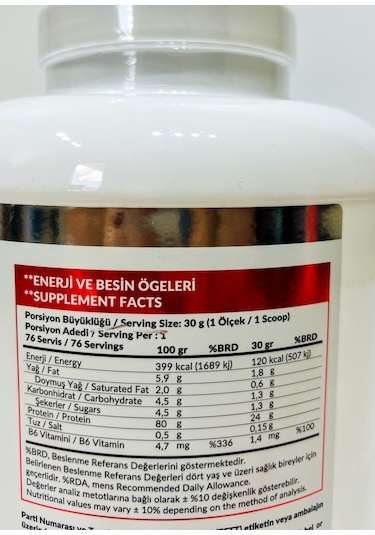 **ENERJİ VE BESİN ÖGELERİ
**SUPPLEMENT FACTS
Porsiyon Büyüklüğü / Serving Size: 30 g (1 Ölçek / 1 Scoop)
Porsiyon Adedi / Serving Per : 1
76 Servis / 76 Servings 100 gr %BRD 30 gr %BRD
Enerji / Energy 399 kcal (1689 kj) 120 kcal (507 kj)
Yağ / Fat 5,9 g 1,8 g
Doymuş Yağ / Saturated Fat 2,0 g 0,6 g
Karbonhidrat / Carbohydrate 4,5 g 1,3 g
Şekerler / Sugars 4,5 g 1,3 g
Protein / Protein 80 g 24 g
Tuz / Salt 0,5 g 0,15 g
B6 Vitamini / B6 Vitamin 4,7 mg %336 1.4 mg %100
%BRD, Beslenme Referans Değerlerini göstermektedir.
Belirlenen Beslenme Referans Değerleri dört yaş ve üzeri sağlık bireyler için
geçerlidir. %RDA, mens Recommended Daily Allowance.
Değerler analiz metotlarına bağlı olarak ± %10 değişkenlik gösterebilir.
Nutritional values may vary ± 10% depending on the method of analysis.
Parti Numarası ve etiketin veya ambalajın